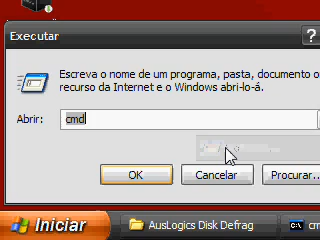 Executar
?
Escreva o nome de um programa, pasta, documento o
recurso da Internet e o Windows abri-lo-á.
Abrir: cmd
OK Cancelar Procurar...
Iniciar AusLogics Disk Defrag cm